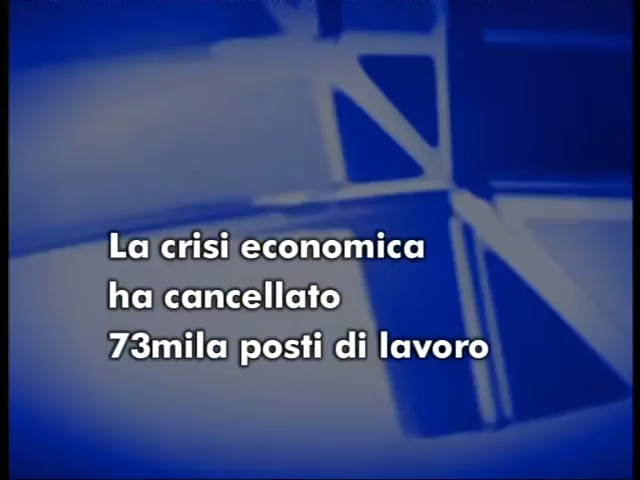 La crisi economica
ha cancellato
73mila posti di lavoro